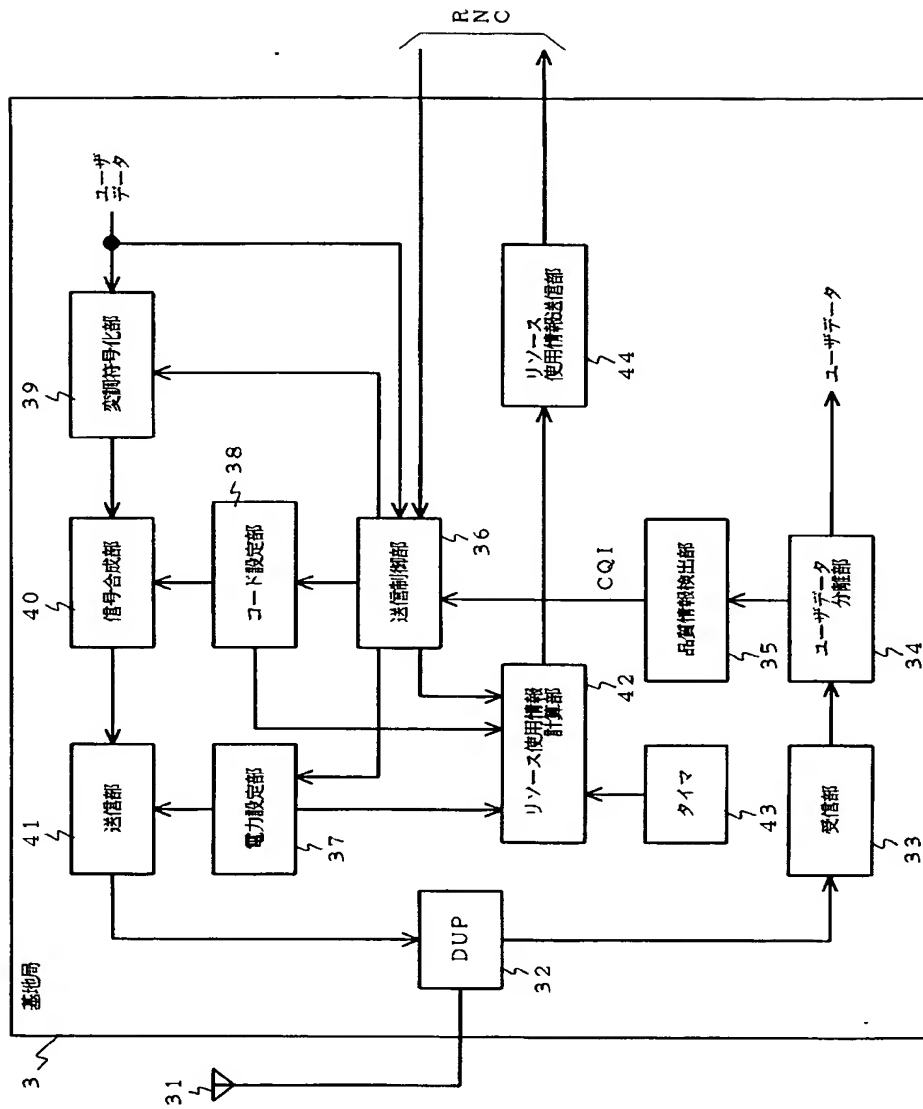 基地局
3
31
DUP
32
送信部
41
信号合成部
40
変調符号化部
39
ユーザ
データ
電力設定部
37
コード設定部
38
送信制御部
36
RNC
リソース使用情報
計算部
42
リソース
使用情報送信部
44
タイマ
43
CQI
品質情報検出部
35
受信部
33
ユーザデータ
分離部
34
ユーザデータ